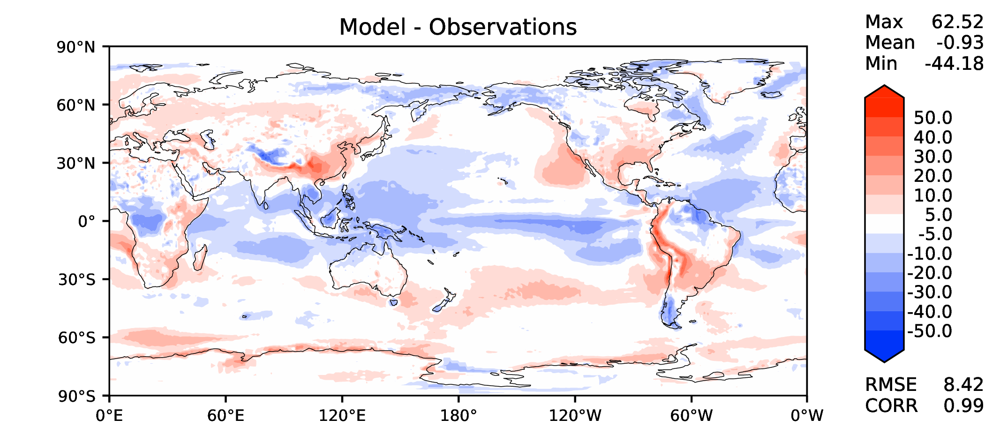 Model - Observations
Max 62.52
Mean -0.93
Min -44.18
90°N
60°N
30°N
0°
30°S
60°S
90°S
0°E 60°E 120°E 180° 120°W 60°W 0°W
50.0
40.0
30.0
20.0
10.0
5.0
-5.0
-10.0
-20.0
-30.0
-40.0
-50.0
RMSE 8.42
CORR 0.99